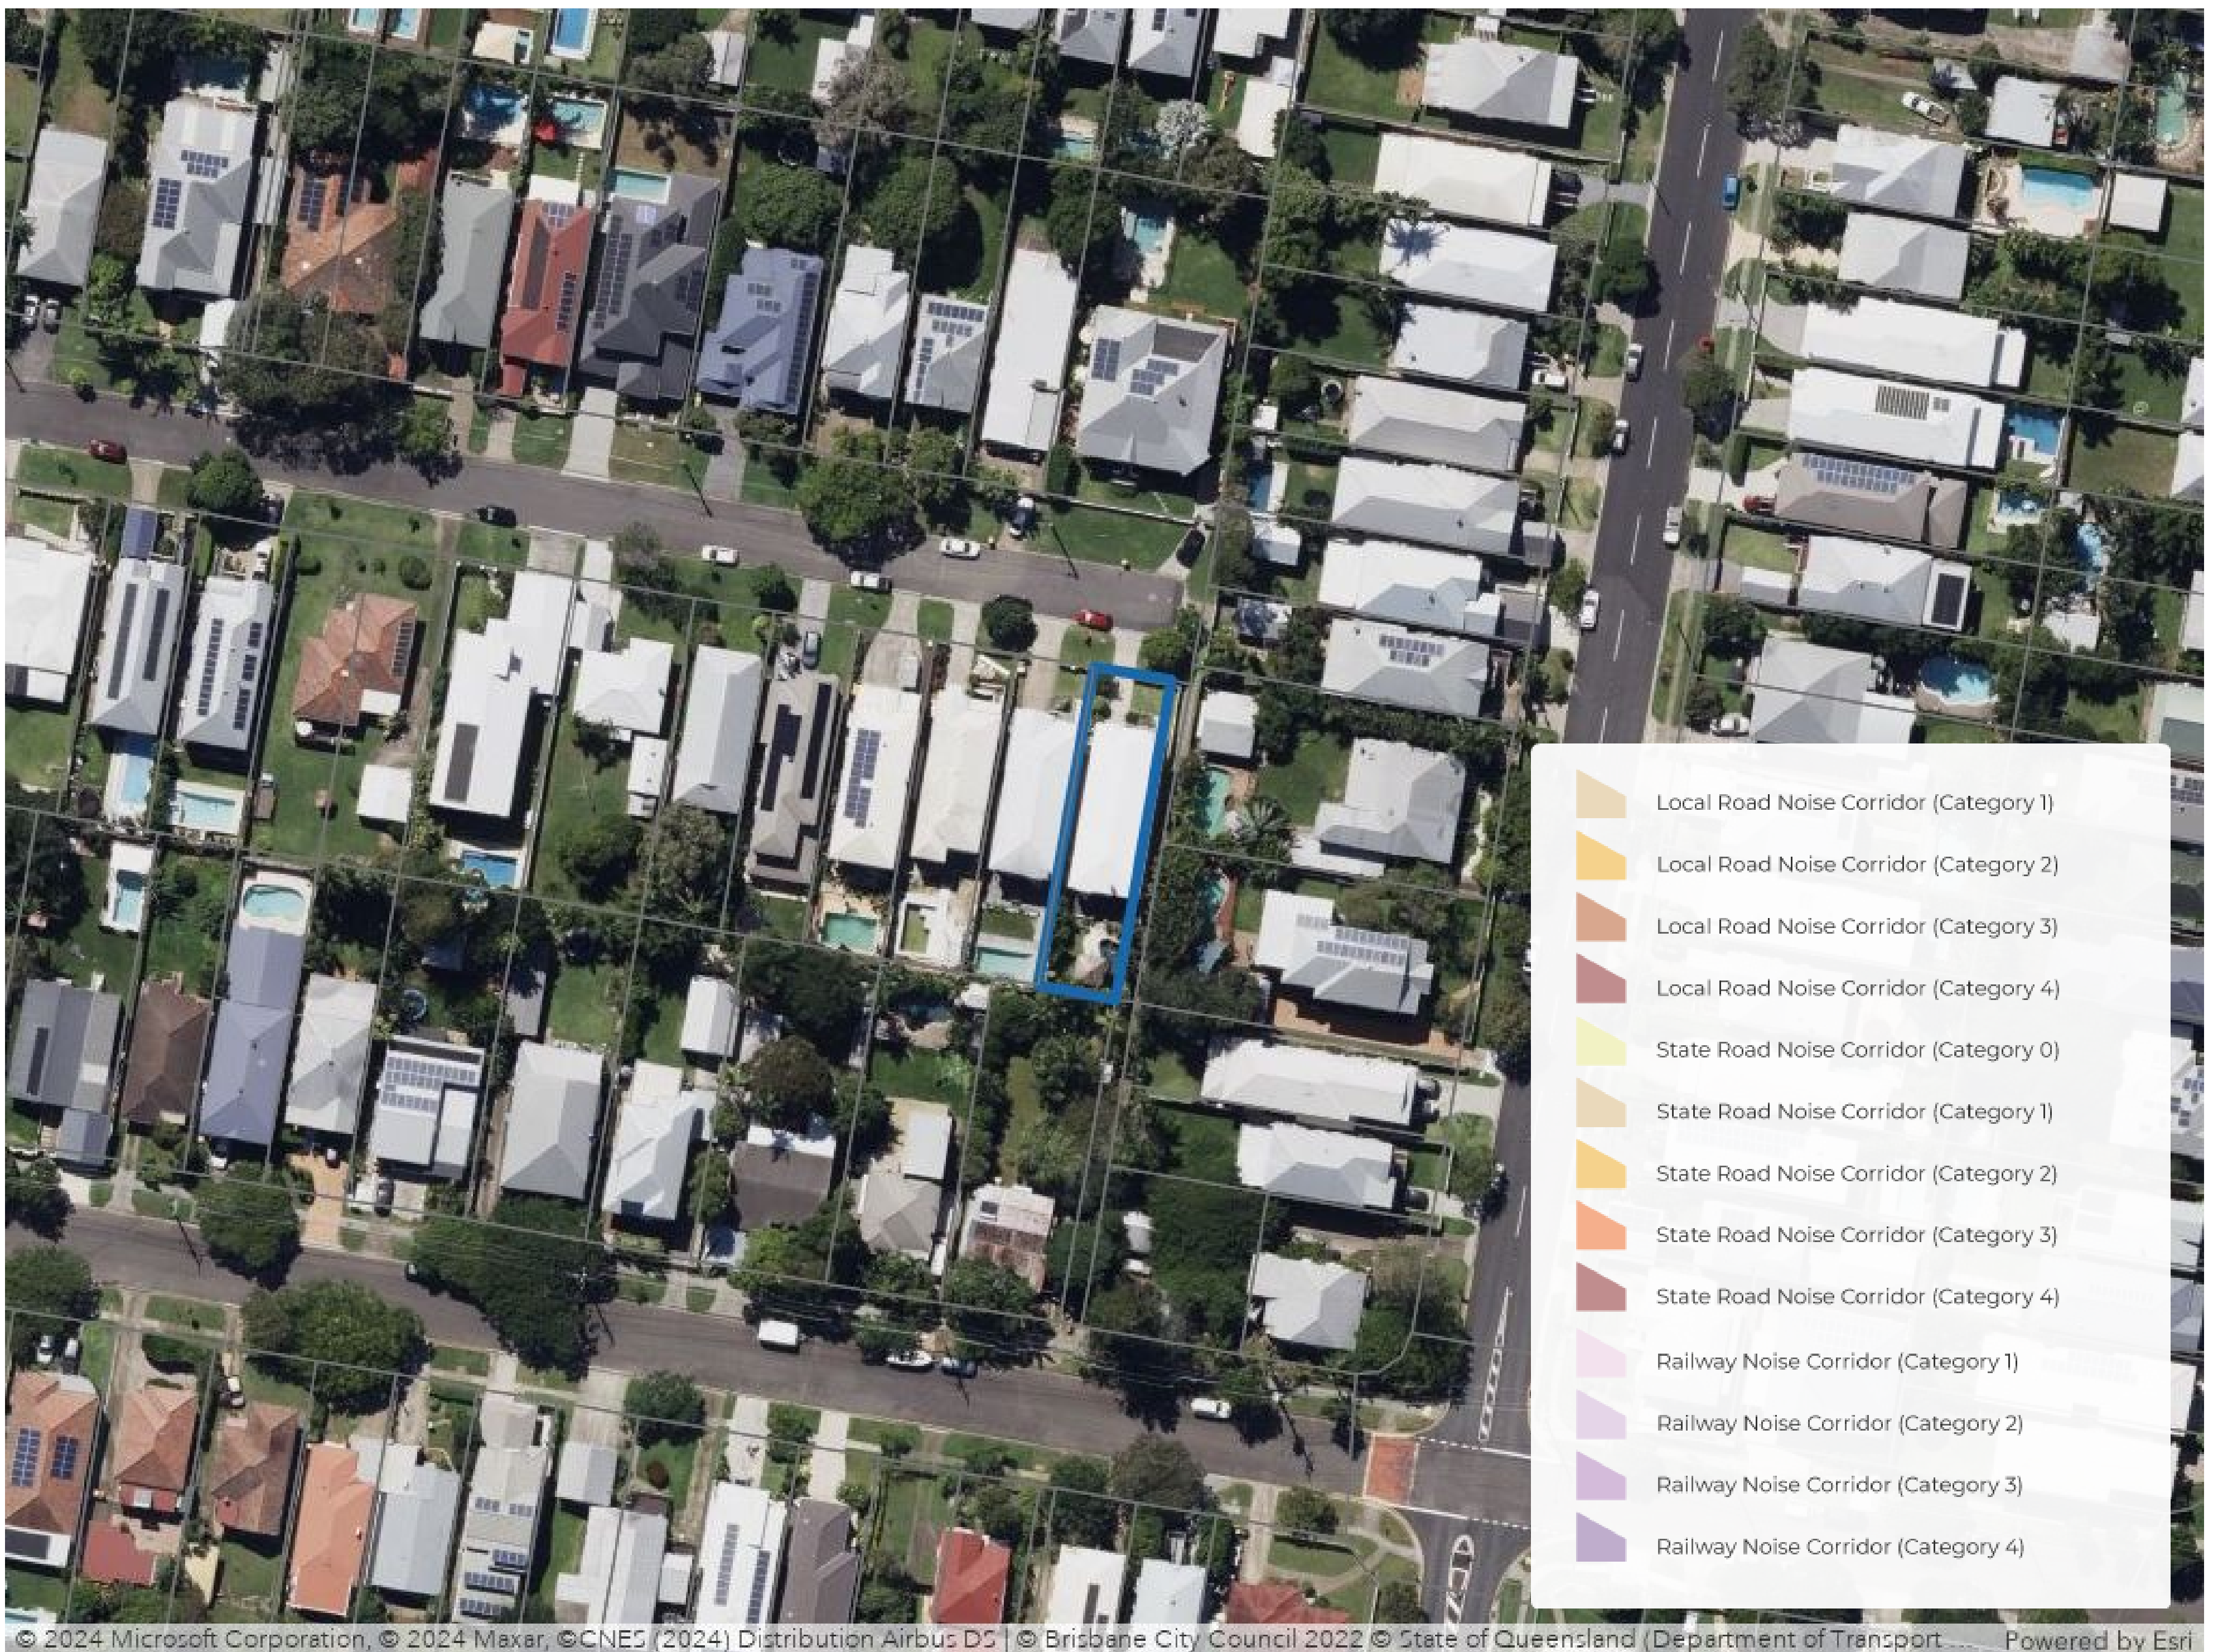 Local Road Noise Corridor (Category 1)
Local Road Noise Corridor (Category 2)
Local Road Noise Corridor (Category 3)
Local Road Noise Corridor (Category 4)
State Road Noise Corridor (Category 0)
State Road Noise Corridor (Category 1)
State Road Noise Corridor (Category 2)
State Road Noise Corridor (Category 3)
State Road Noise Corridor (Category 4)
Railway Noise Corridor (Category 1)
Railway Noise Corridor (Category 2)
Railway Noise Corridor (Category 3)
Railway Noise Corridor (Category 4)
© 2024 Microsoft Corporation, © 2024 Maxar, ©CNES (2024) Distribution Airbus DS | © Brisbane City Council 2022 © State of Queensland (Department of Transport ... Powered by Esri